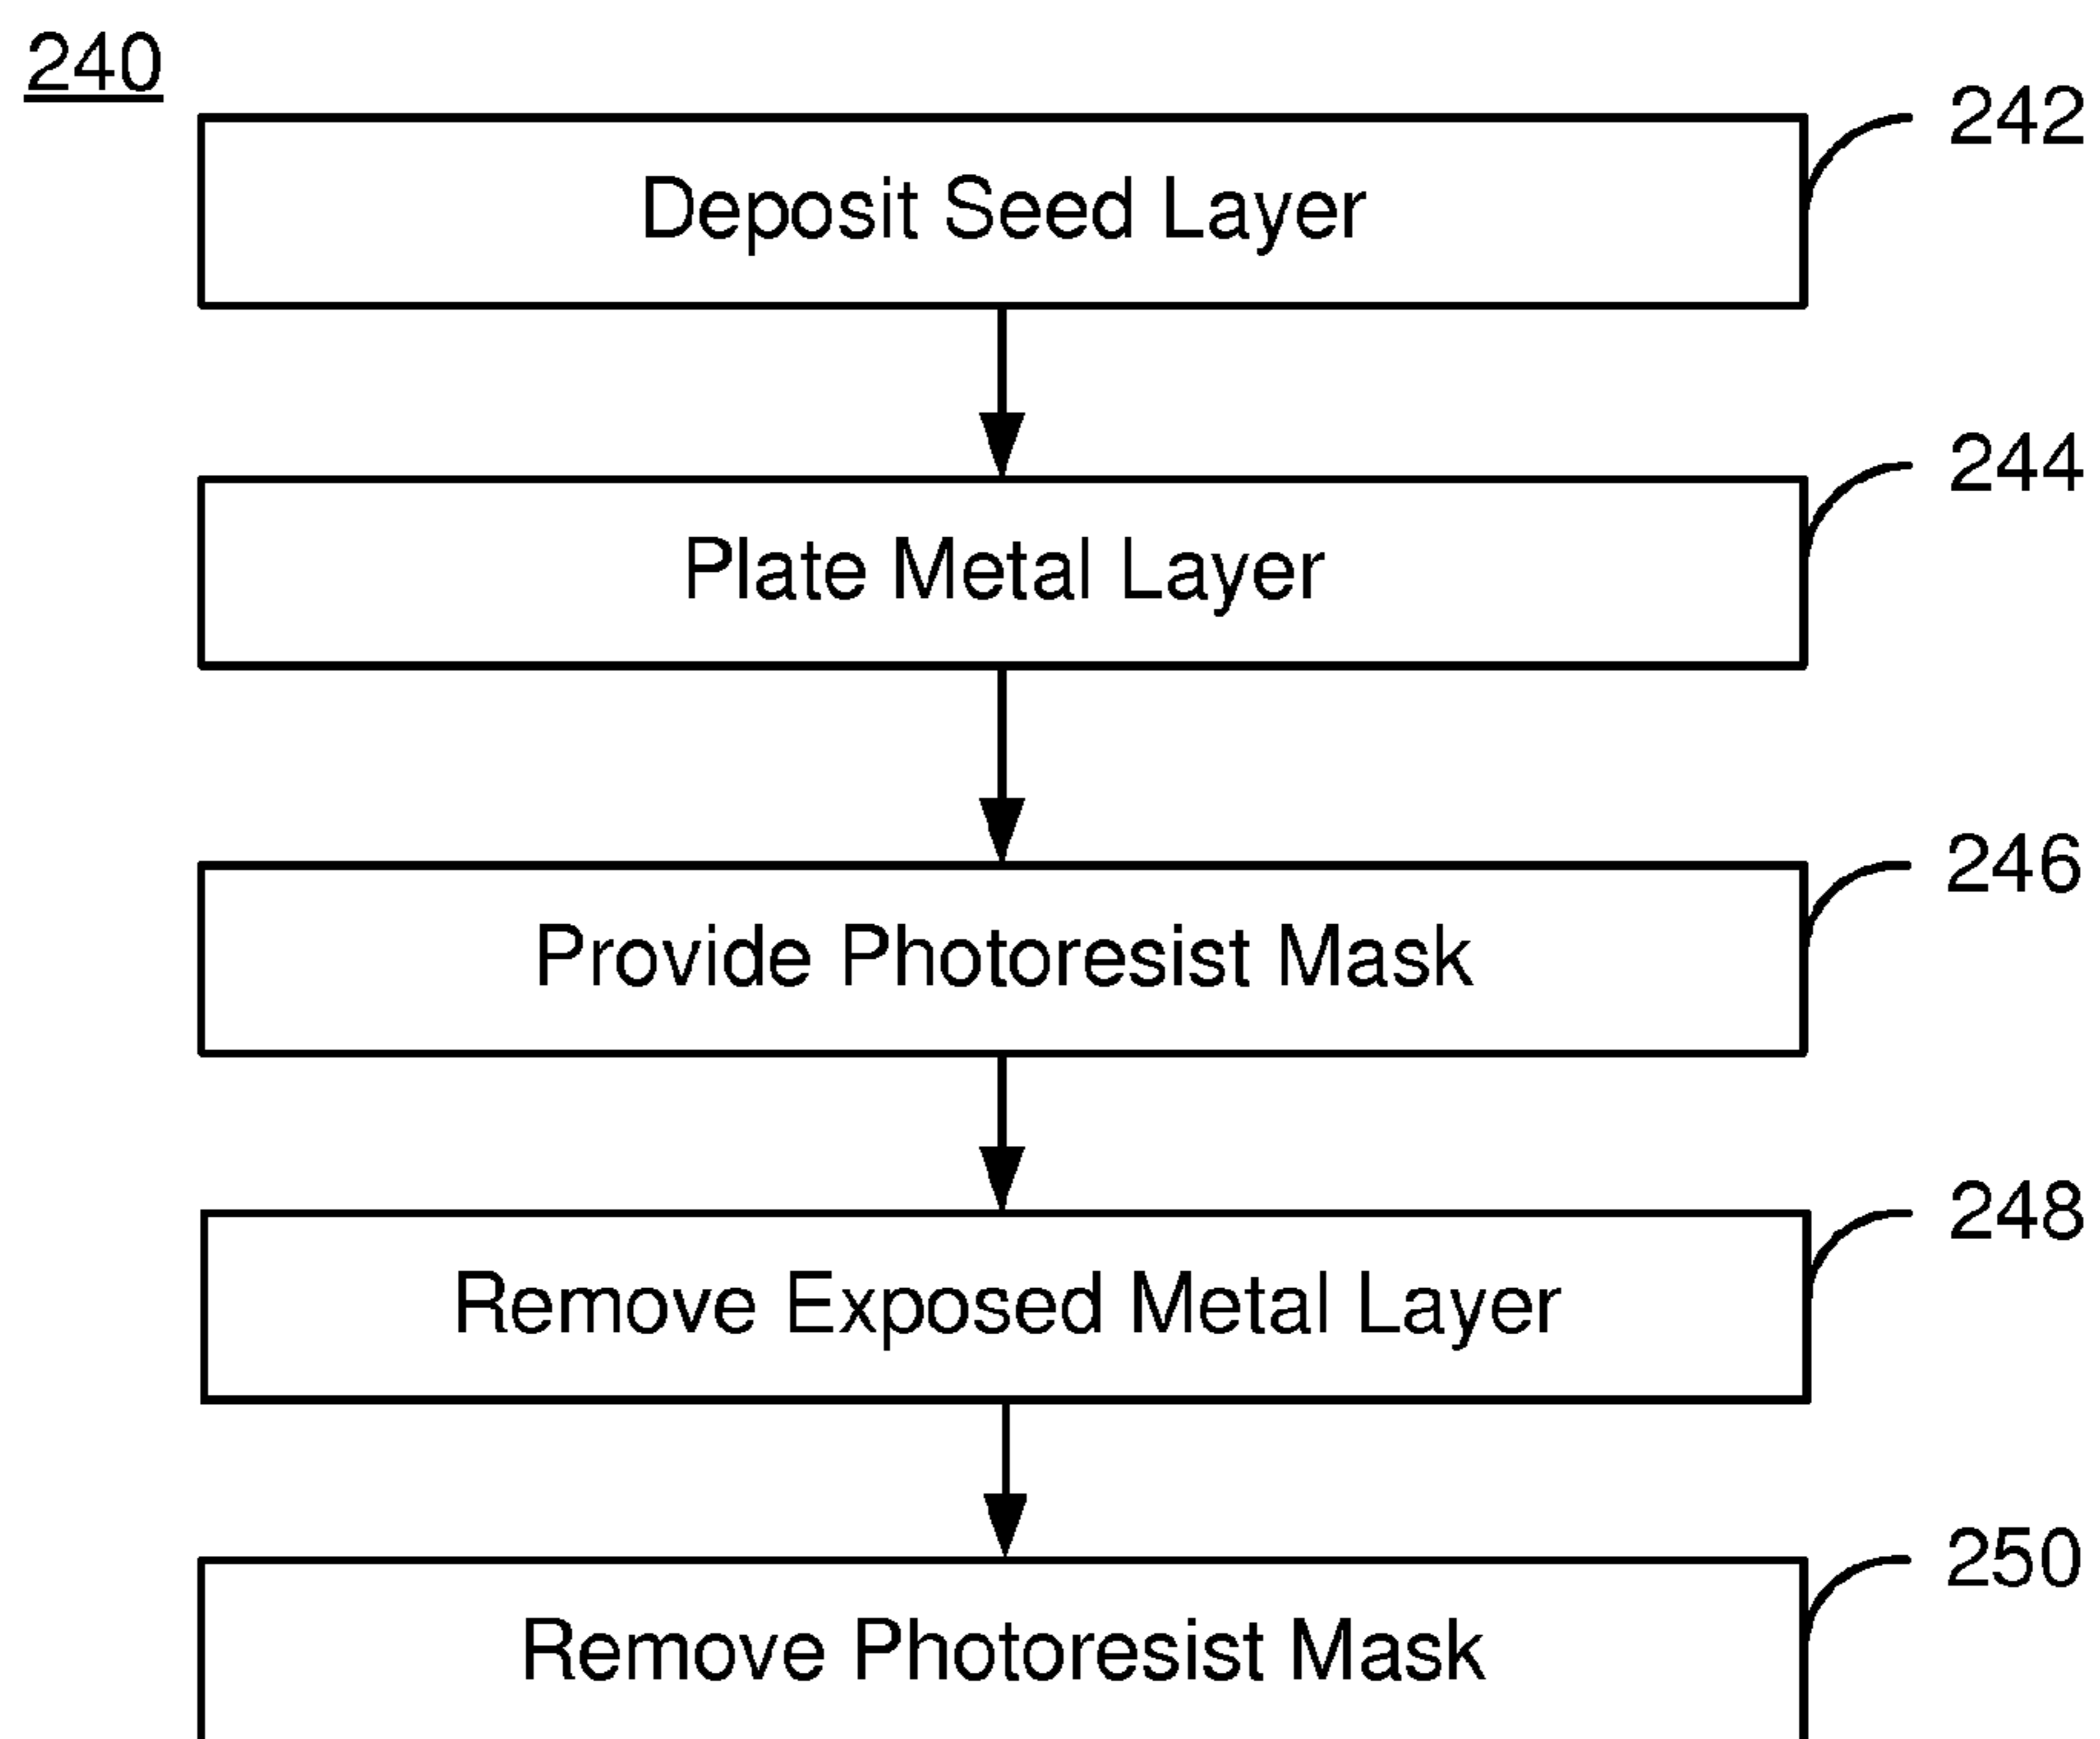 240
242
Deposit Seed Layer
244
Plate Metal Layer
246
Provide Photoresist Mask
248
Remove Exposed Metal Layer
250
Remove Photoresist Mask